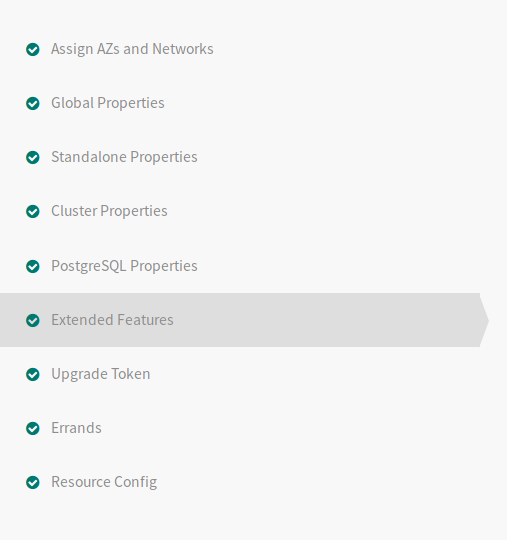 Assign AZs and Networks
Global Properties
Standalone Properties
Cluster Properties
PostgreSQL Properties
Extended Features
Upgrade Token
Errands
Resource Config